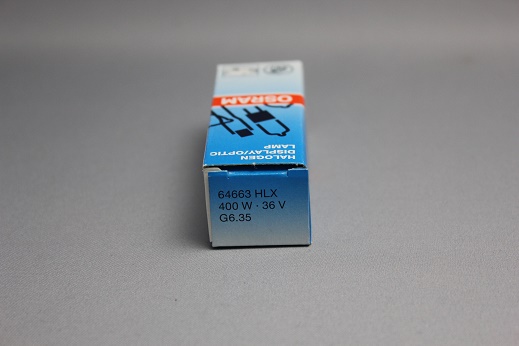 OSRAM
HALOGEN
DISPLAY/OPTIC
LAMP
64663 HLX
400 W - 36 V
G6.35